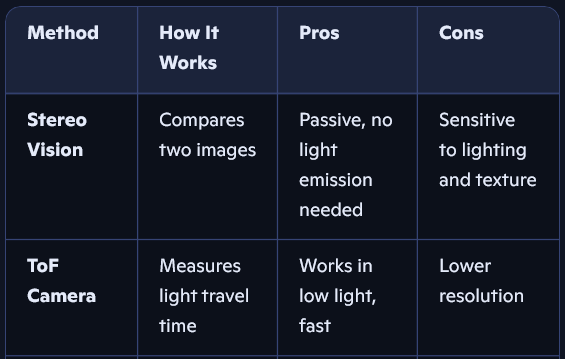 Method
How It
Works
Pros
Cons
Stereo
Vision
Compares
two images
Passive, no
light
emission
needed
Sensitive
to lighting
and texture
ToF
Camera
Measures
light travel
time
Works in
low light,
fast
Lower
resolution